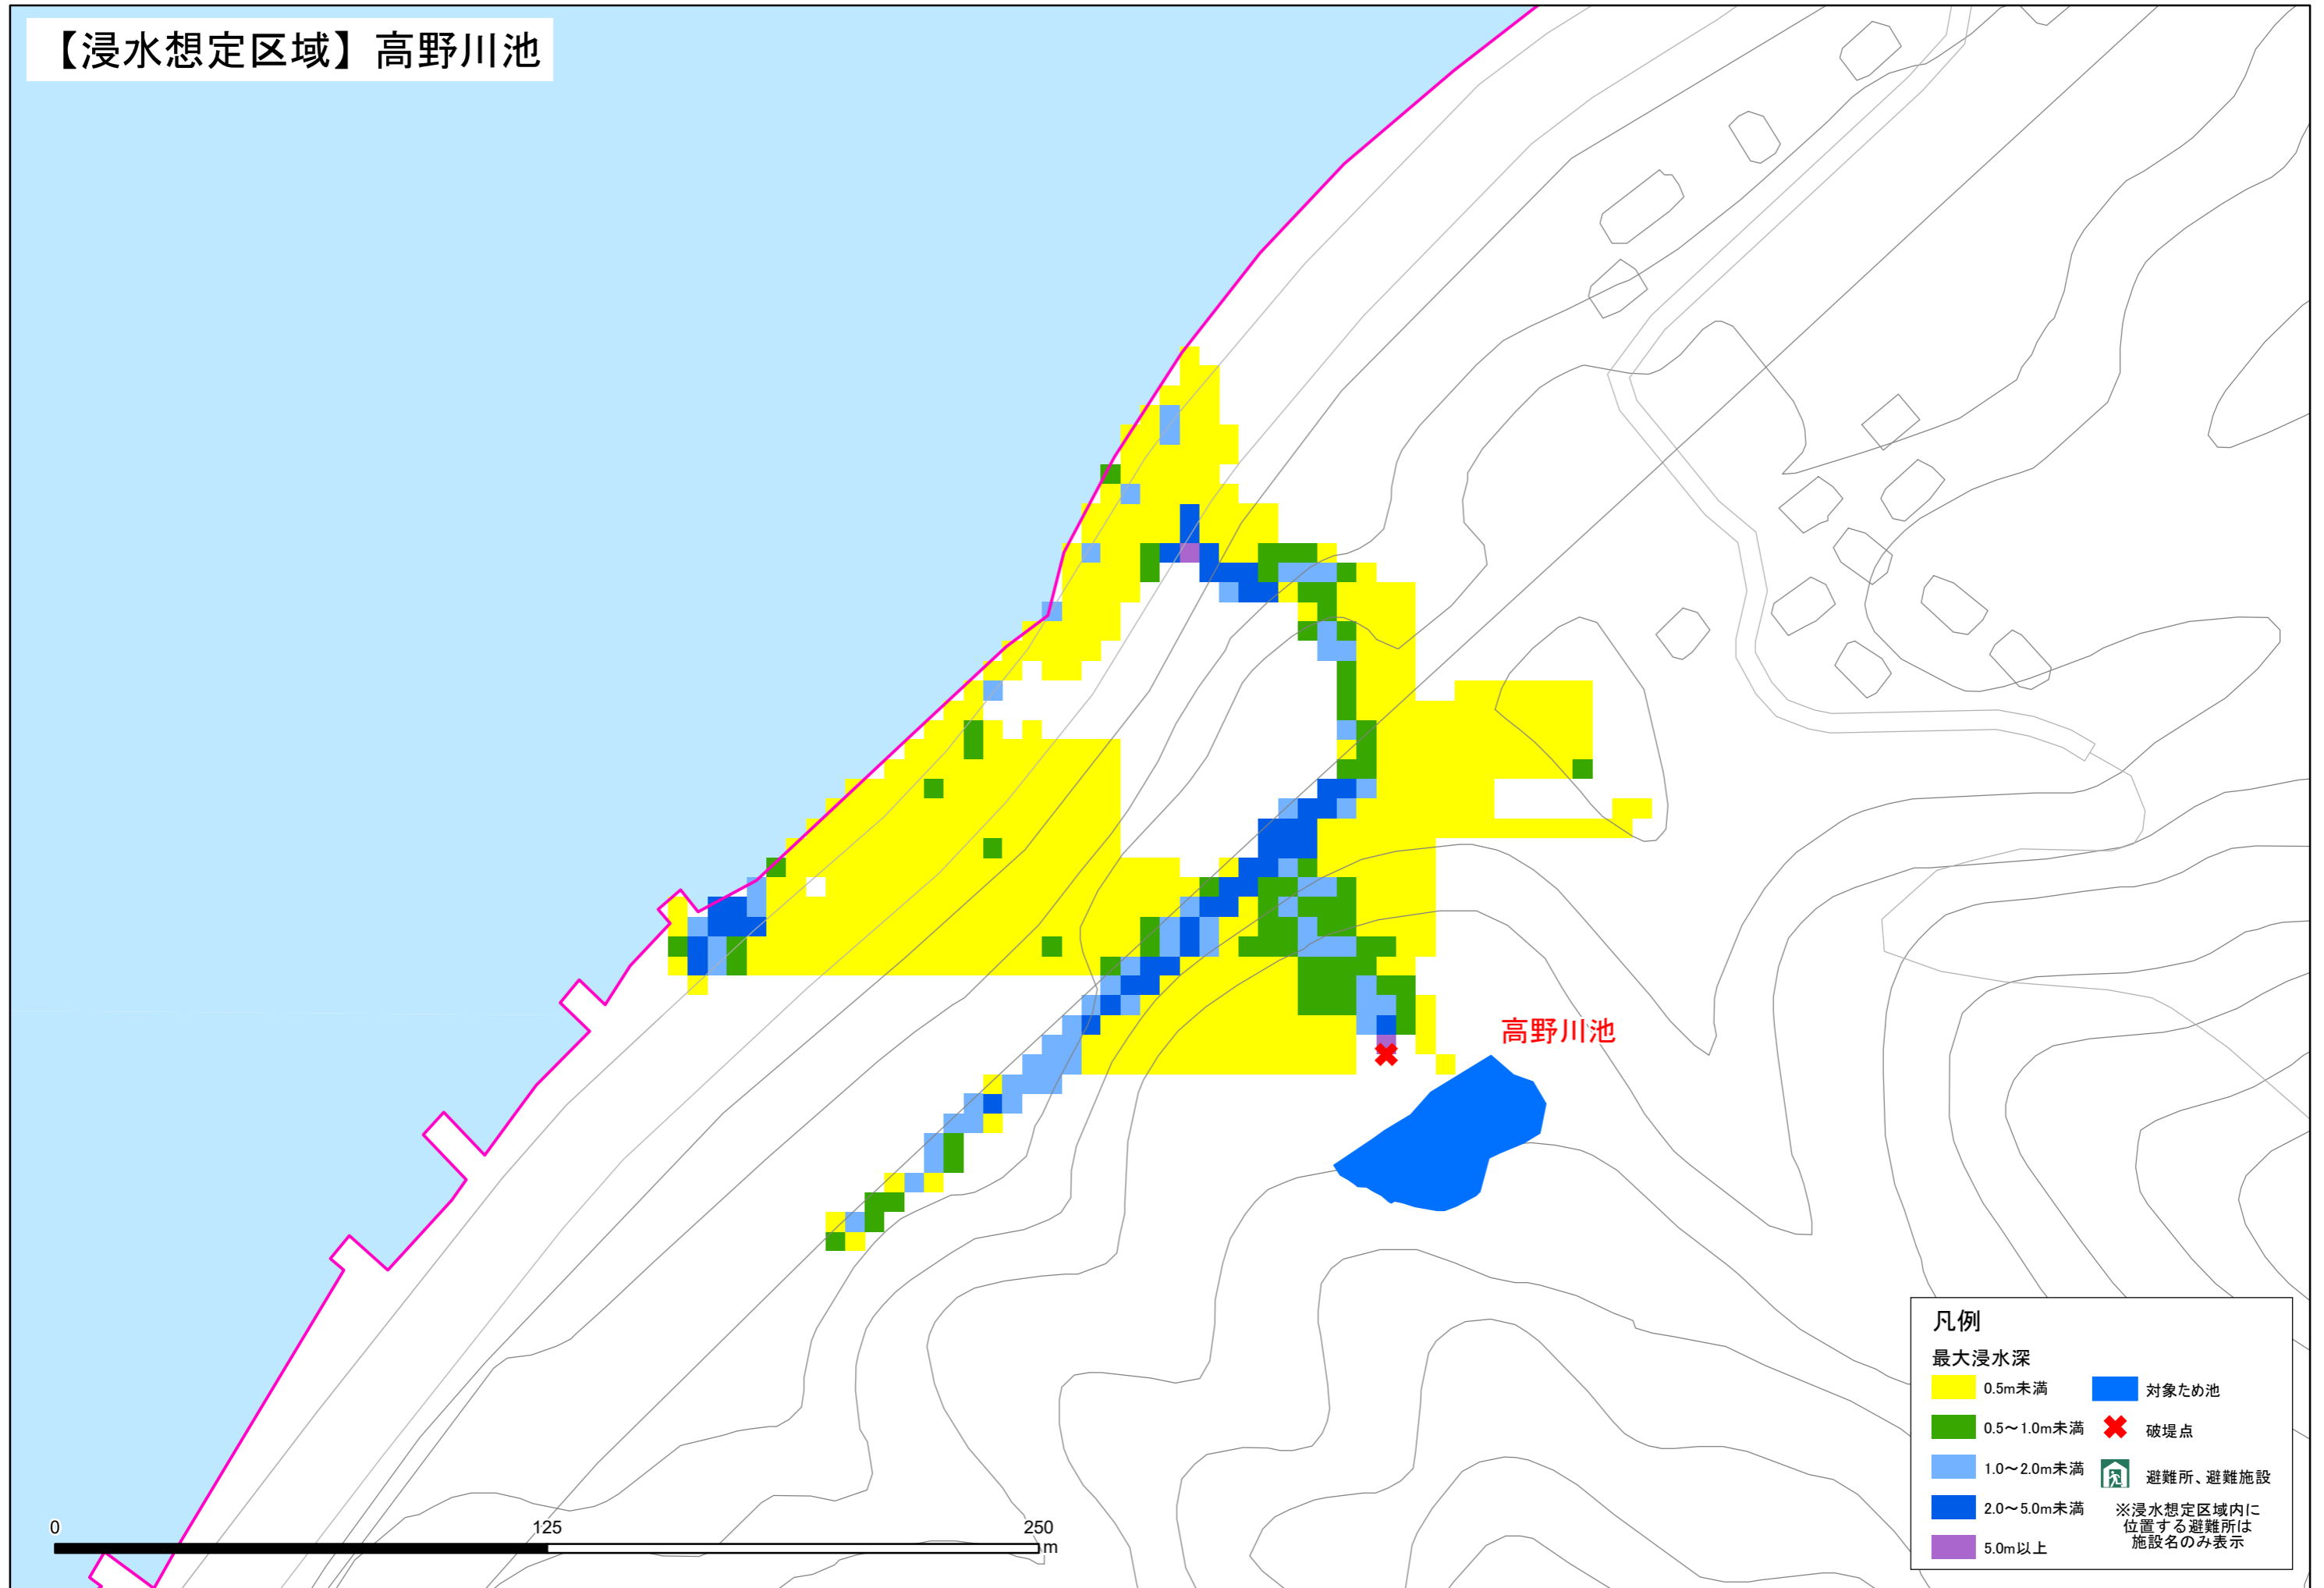 【浸水想定区域】高野川池
高野川池
凡例
最大浸水深
0.5m未満
対象ため池
0.5～1.0m未満
破堤点
1.0～2.0m未満
避難所、避難施設
2.0～5.0m未満
※浸水想定区域内に
位置する避難所は
施設名のみ表示
5.0m以上
0 125 250
m